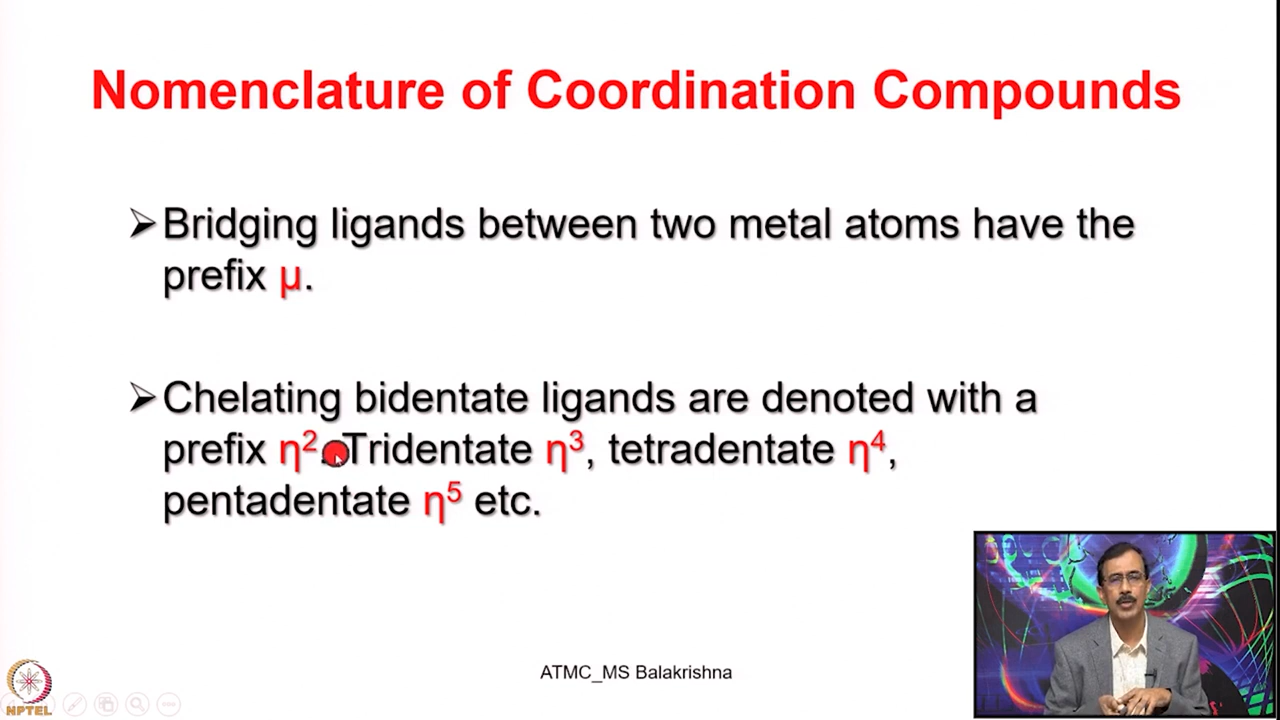 Nomenclature of Coordination Compounds
➢Bridging ligands between two metal atoms have the
prefix μ.
➢Chelating bidentate ligands are denoted with a
prefix η². Tridentate η³, tetradentate η⁴,
pentadentate η⁵ etc.
ATMC_MS Balakrishna
NPTEL